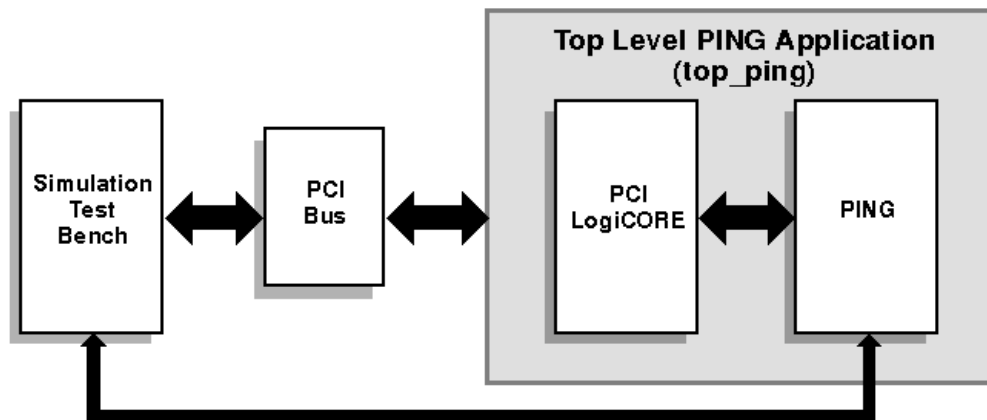 Top Level PING Application
(top_ping)
Simulation
Test
Bench
PCI
Bus
PCI
LogiCORE
PING